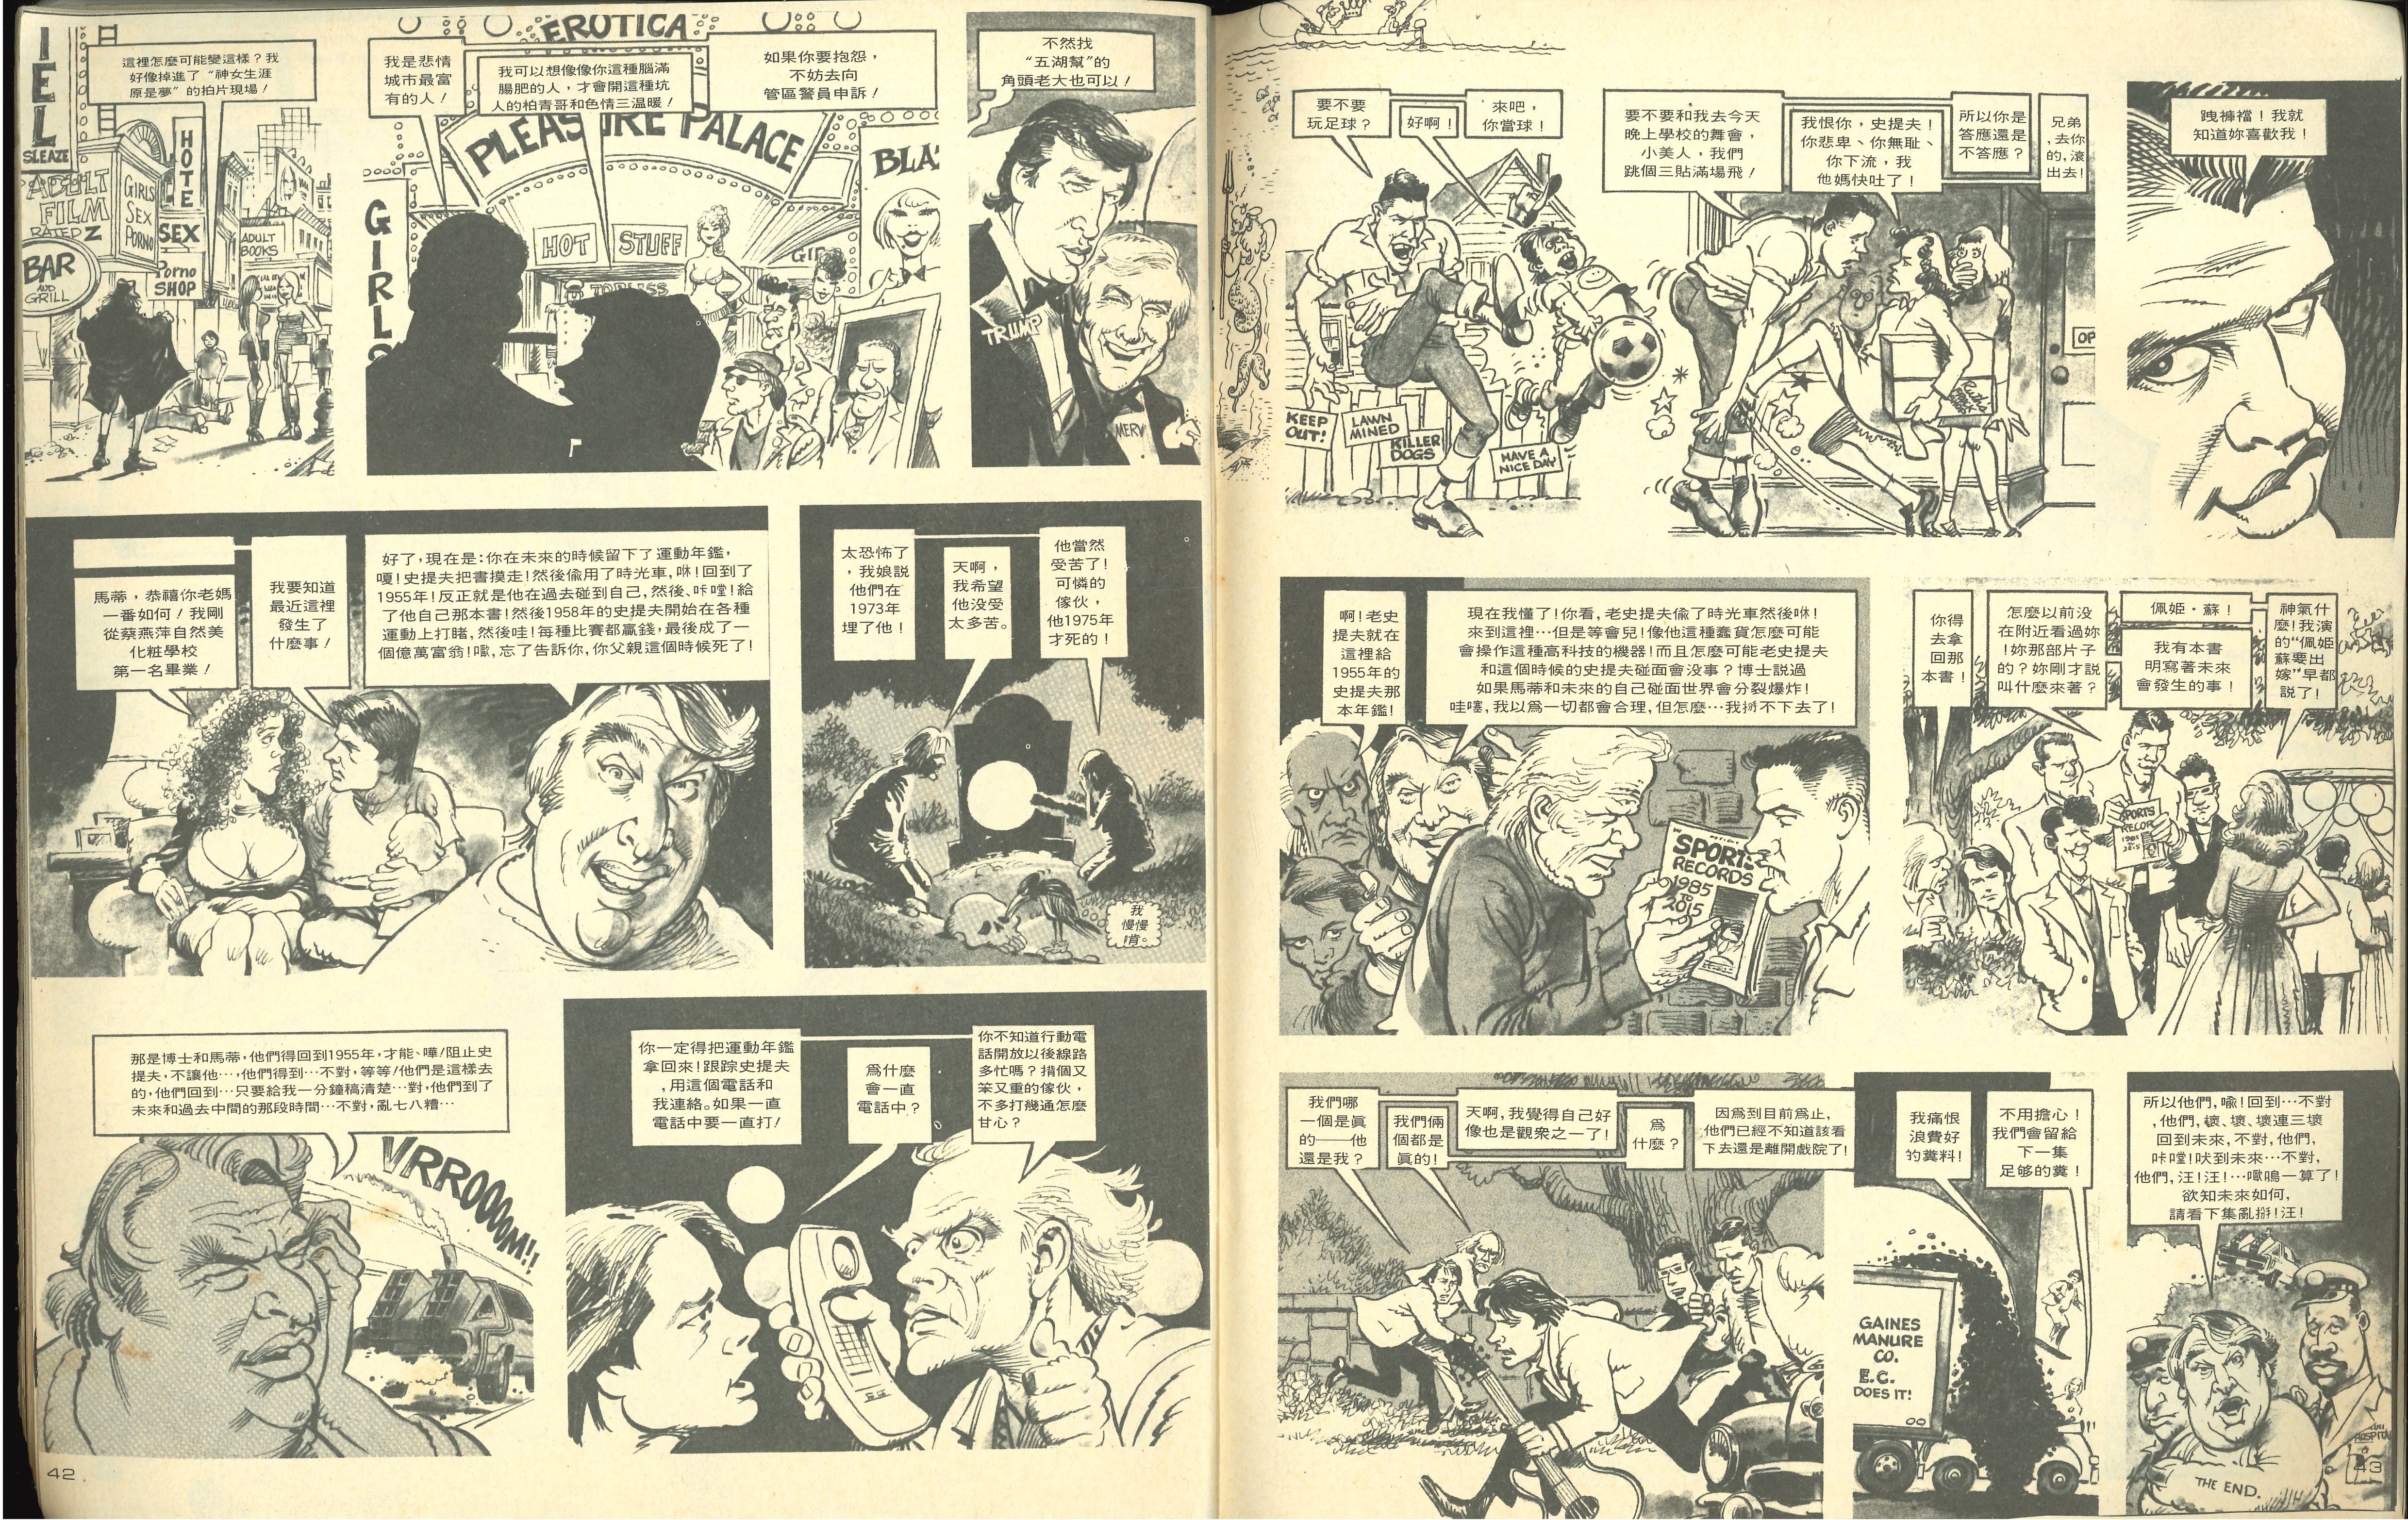 IEL
SLEAZE
ADULT
FILM
RATED Z
BAR
AND
GRILL
GIRLS
SEX
PORNO
HOTE
SEX
Porno
SHOP
ADULT
BOOKS
這裡怎麼可能變這樣？我
好像掉進了“神女生涯
原是夢”的拍片現場！
EROTICA
我是悲情
城市最富
有的人！
我可以想像像你這種腦滿
腸肥的人，才會開這種坑
人的柏青哥和色情三溫暖！
如果你要抱怨，
不妨去向
管區警員申訴！
PLEASURE PALACE
GIRLS
HOT
STUFF
TOPLESS
BLA
不然找
“五湖幫”的
角頭老大也可以！
TRUMP
MERV
馬蒂，恭禧你老媽
一番如何！我剛
從蔡燕萍自然美
化粧學校
第一名畢業！
我要知道
最近這裡
發生了
什麼事！
好了，現在是：你在未來的時候留下了運動年鑑，
嗄！史提夫把書摸走！然後偷用了時光車，咻！回到了
1955年！反正就是他在過去碰到自己，然後、咔噹！給
了他自己那本書！然後1958年的史提夫開始在各種
運動上打賭，然後哇！每種比賽都贏錢，最後成了一
個億萬富翁！噉，忘了告訴你，你父親這個時候死了！
太恐怖了
，我娘説
他們在
1973年
埋了他！
天啊，
我希望
他沒受
太多苦。
他當然
受苦了！
可憐的
傢伙，
他1975年
才死的！
我
慢慢
啃。
那是博士和馬蒂，他們得回到1955年，才能、嘩！阻止史
提夫，不讓他…，他們得到…不對，等等！他們是這樣去
的，他們回到…只要給我一分鐘稿清楚…對，他們到了
未來和過去中間的那段時間…不對，亂七八糟…
VRROOOOM!!
你一定得把運動年鑑
拿回來！跟踪史提夫
，用這個電話和
我連絡。如果一直
電話中要一直打！
爲什麼
會一直
電話中？
你不知道行動電
話開放以後線路
多忙嗎？揹個又
笨又重的傢伙，
不多打幾通怎麼
甘心？
42
要不要
玩足球？
好啊！
來吧，
你當球！
KEEP
OUT!
LAWN
MINED
KILLER
DOGS
HAVE A
NICE DAY
要不要和我去今天
晚上學校的舞會，
小美人，我們
跳個三貼滿場飛！
我恨你，史提夫！
你悲卑、你無恥、
你下流，我
他媽快吐了！
所以你是
答應還是
不答應？
兄弟
，去你
的，滾
出去！
OP
跩褲襠！我就
知道妳喜歡我！
啊！老史
提夫就在
這裡給
1955年的
史提夫那
本年鑑！
現在我懂了！你看，老史提夫偷了時光車然後咻！
來到這裡…但是等會兒！像他這種蠢貨怎麼可能
會操作這種高科技的機器！而且怎麼可能老史提夫
和這個時候的史提夫碰面會沒事？博士説過
如果馬蒂和未來的自己碰面世界會分裂爆炸！
哇噻，我以爲一切都會合理，但怎麼…我掰不下去了！
SPORTS
RECORDS
1985
TO
2015
你得
去拿
回那
本書！
怎麼以前没
在附近看過妳
！妳那部片子
的？妳剛才説
叫什麼來著？
佩姬・蘇！
我有本書
明寫著未來
會發生的事！
神氣什
麼！我演
的“佩姬
蘇要出
嫁”早都
説了！
SPORTS
RECOR
1985
TO
2015
我們哪
一個是眞
的──他
還是我？
我們倆
個都是
眞的！
天啊，我覺得自己好
像也是觀衆之一了！
爲
什麼？
因爲到目前爲止，
他們已經不知道該看
下去還是離開戲院了！
我痛恨
浪費好
的糞料！
不用擔心！
我們會留給
下一集
足够的糞！
GAINES
MANURE
CO.
E.C.
DOES IT!
所以他們，喻！回到…不對
，他們，壞、壞、壞連三壞
回到未來，不對，他們，
咔噹！吠到未來…不對，
他們，汪！汪！…噉嗚一算了！
欲知未來如何，
請看下集亂掰！汪！
HOSPITAL
THE END.
43